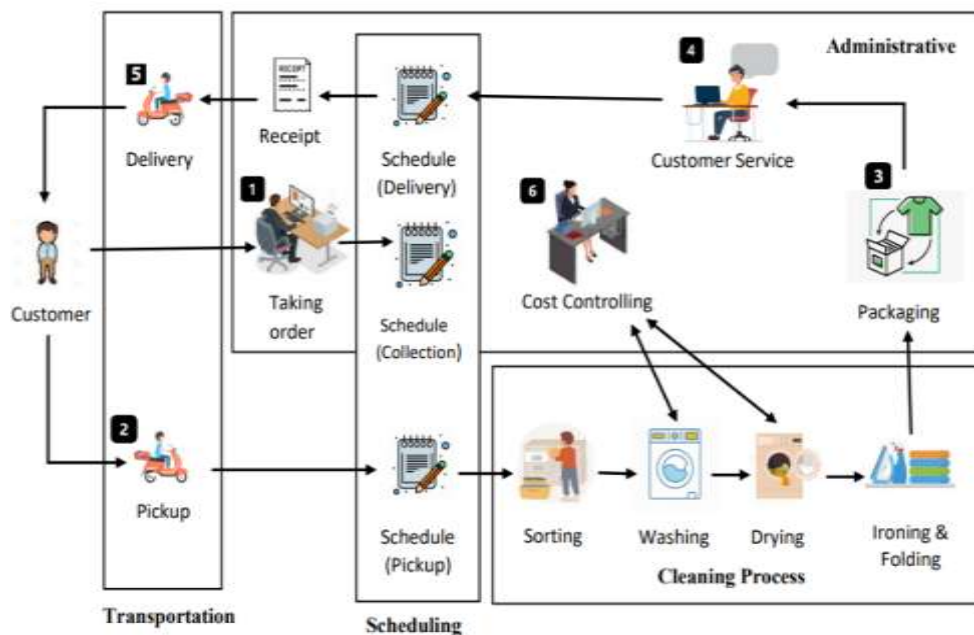 5
4
Administrative
RECEIPT
Delivery
Receipt
Schedule
(Delivery)
Customer Service
1
6
3
Customer
Taking
order
Schedule
(Collection)
Cost Controlling
Packaging
2
Pickup
Schedule
(Pickup)
Sorting
Washing
Drying
Ironing &
Folding
Cleaning Process
Transportation
Scheduling